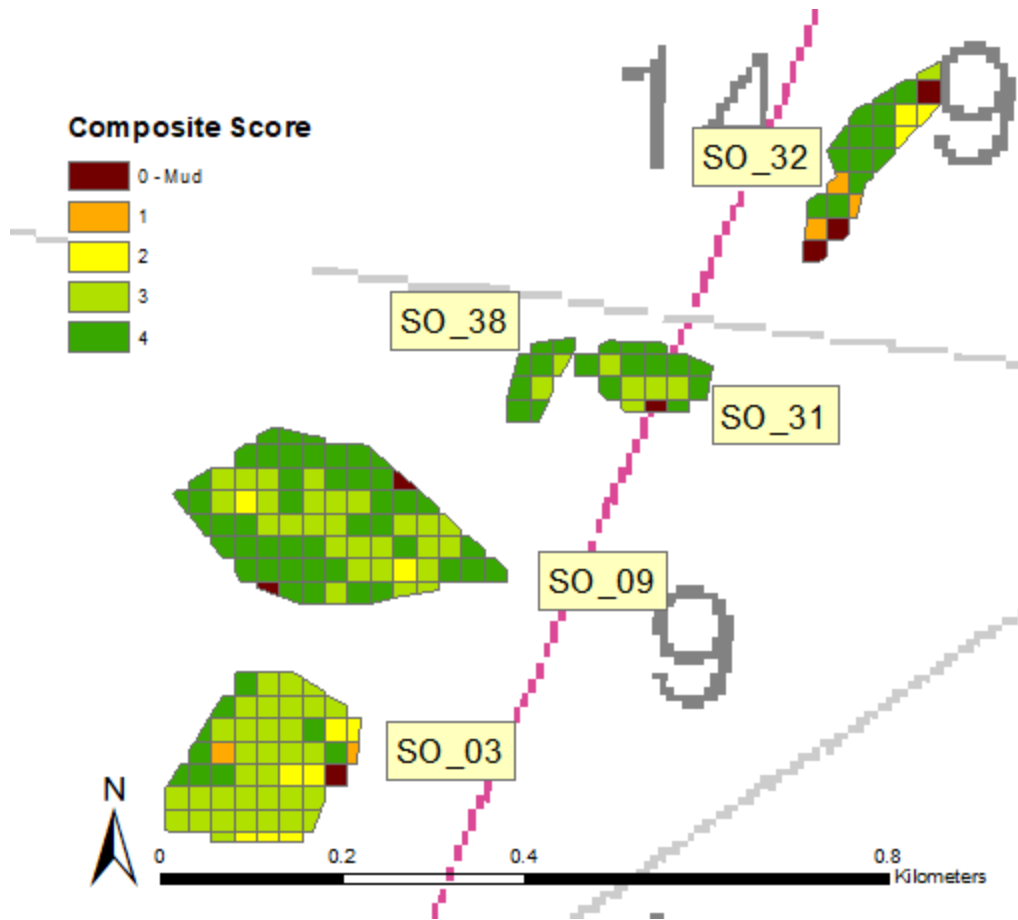 14
9
Composite Score
0 - Mud
1
2
3
4
SO_32
SO_38
SO_31
SO_09
9
SO_03
N
0 0.2 0.4 0.8
Kilometers